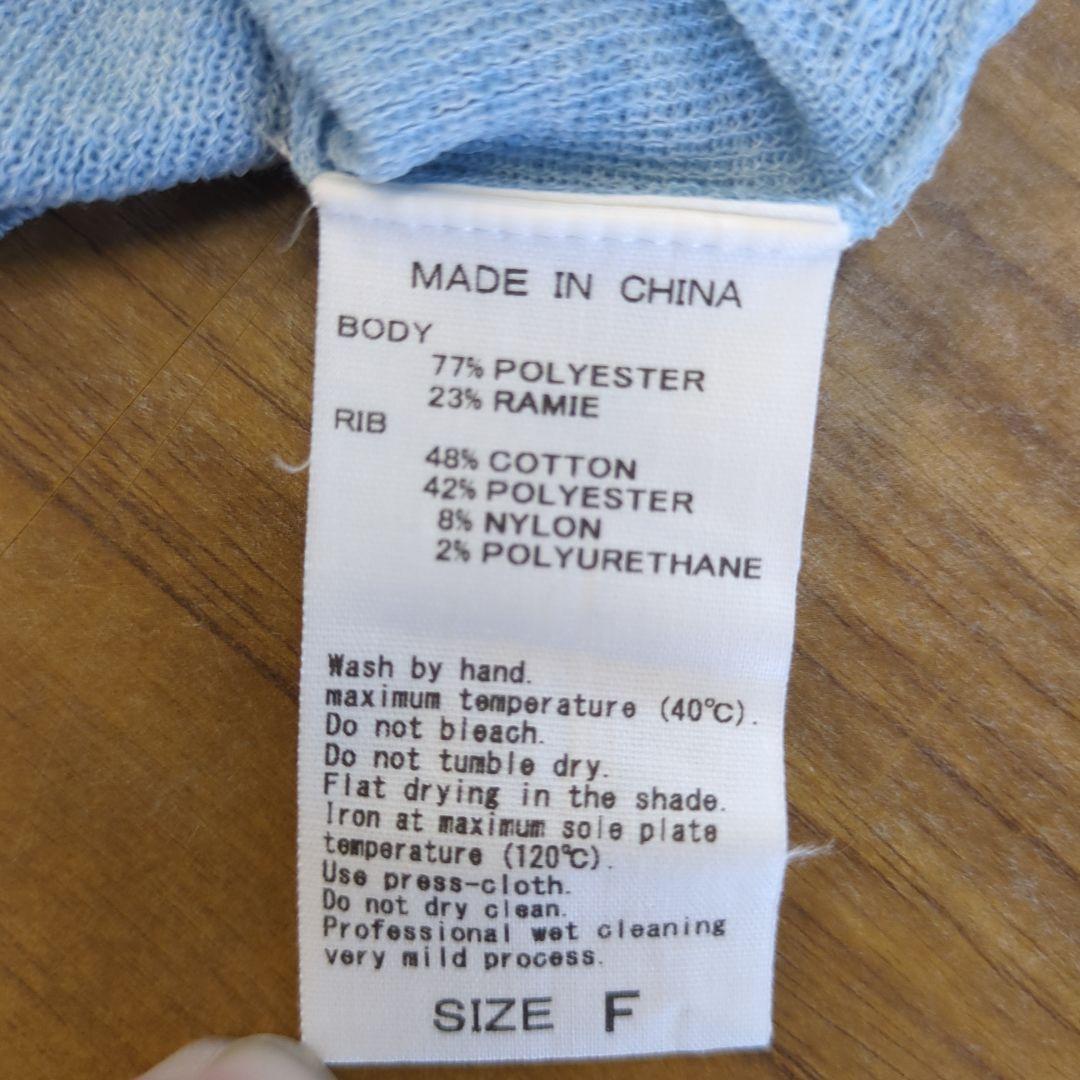 MADE IN CHINA
BODY
77% POLYESTER
23% RAMIE
RIB
48% COTTON
42% POLYESTER
8% NYLON
2% POLYURETHANE
Wash by hand.
maximum temperature (40℃).
Do not bleach.
Do not tumble dry.
Flat drying in the shade.
Iron at maximum sole plate
temperature (120℃).
Use press-cloth.
Do not dry clean.
Professional wet cleaning
very mild process.
SIZE F